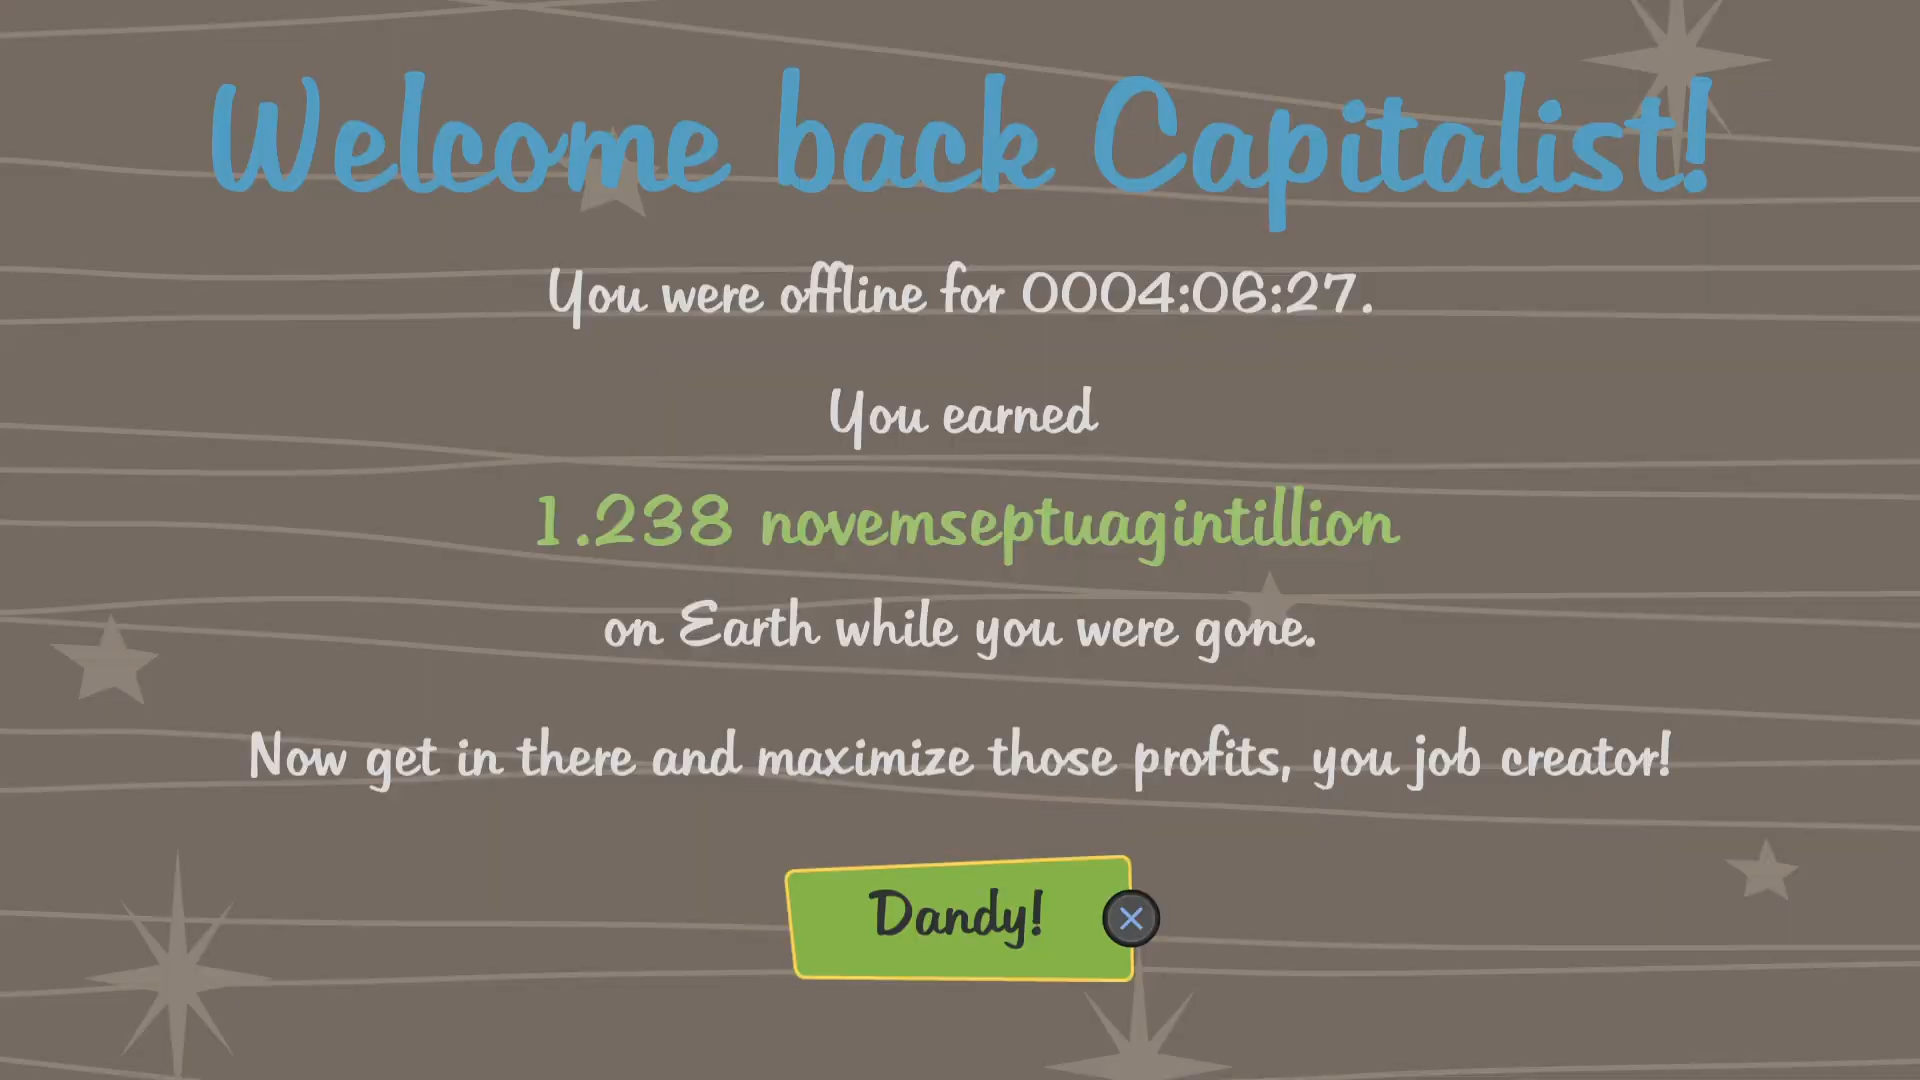 Welcome back Capitalist!
You were offline for 0004:06:27.
You earned
1.238 novemseptuagintillion
on Earth while you were gone.
Now get in there and maximize those profits, you job creator!
Dandy!